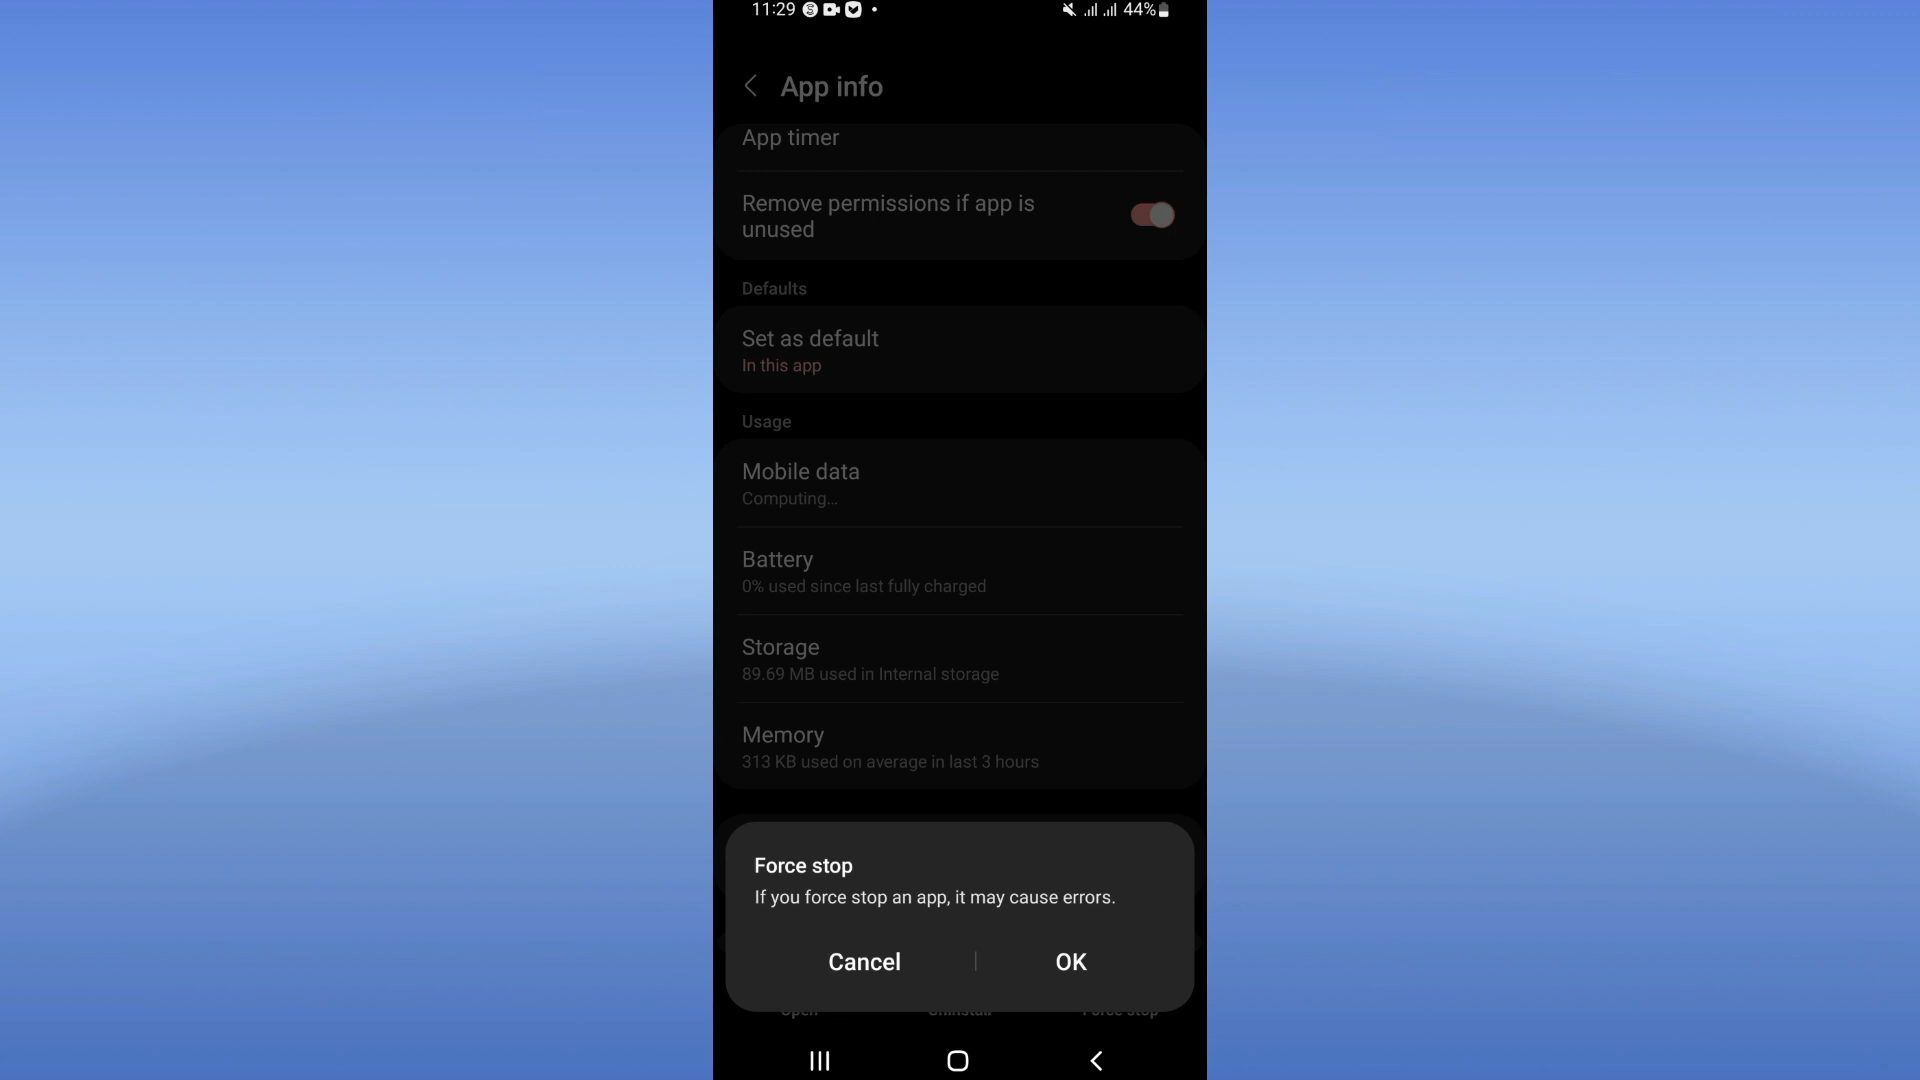 11:29
44%
App info
App timer
Remove permissions if app is
unused
Defaults
Set as default
In this app
Usage
Mobile data
Computing...
Battery
0% used since last fully charged
Storage
89.69 MB used in Internal storage
Memory
313 KB used on average in last 3 hours
Force stop
If you force stop an app, it may cause errors.
Cancel
OK
Open
Uninstall
Force stop